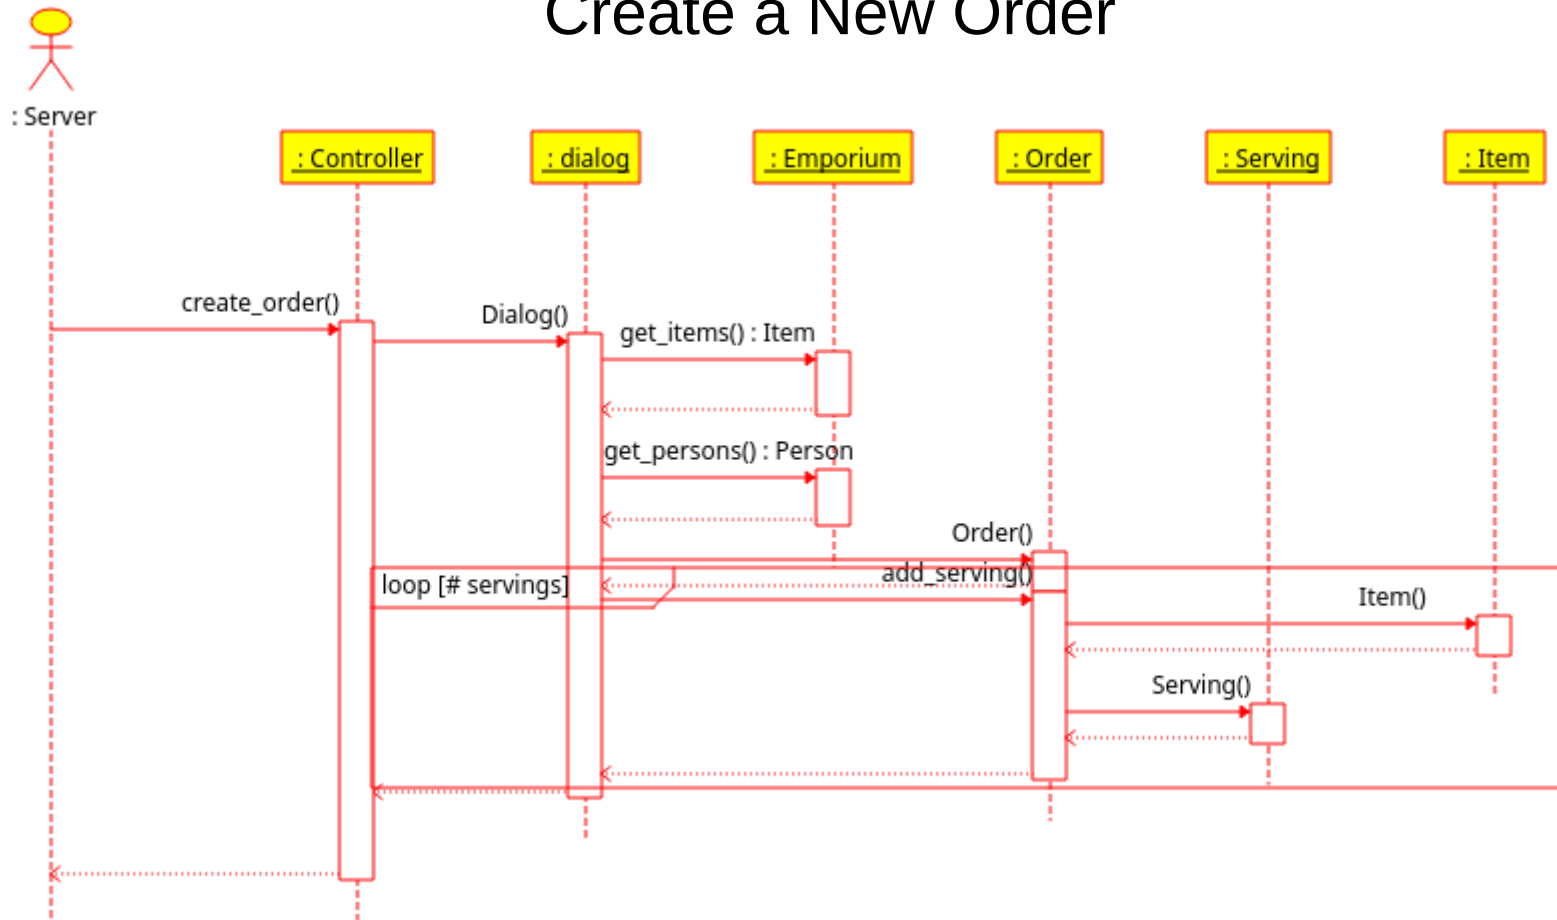 Create a New Order
: Server
: Controller
: dialog
: Emporium
: Order
: Serving
: Item
create_order()
Dialog()
get_items() : Item
get_persons() : Person
Order()
add_serving()
loop [# servings]
Item()
Serving()